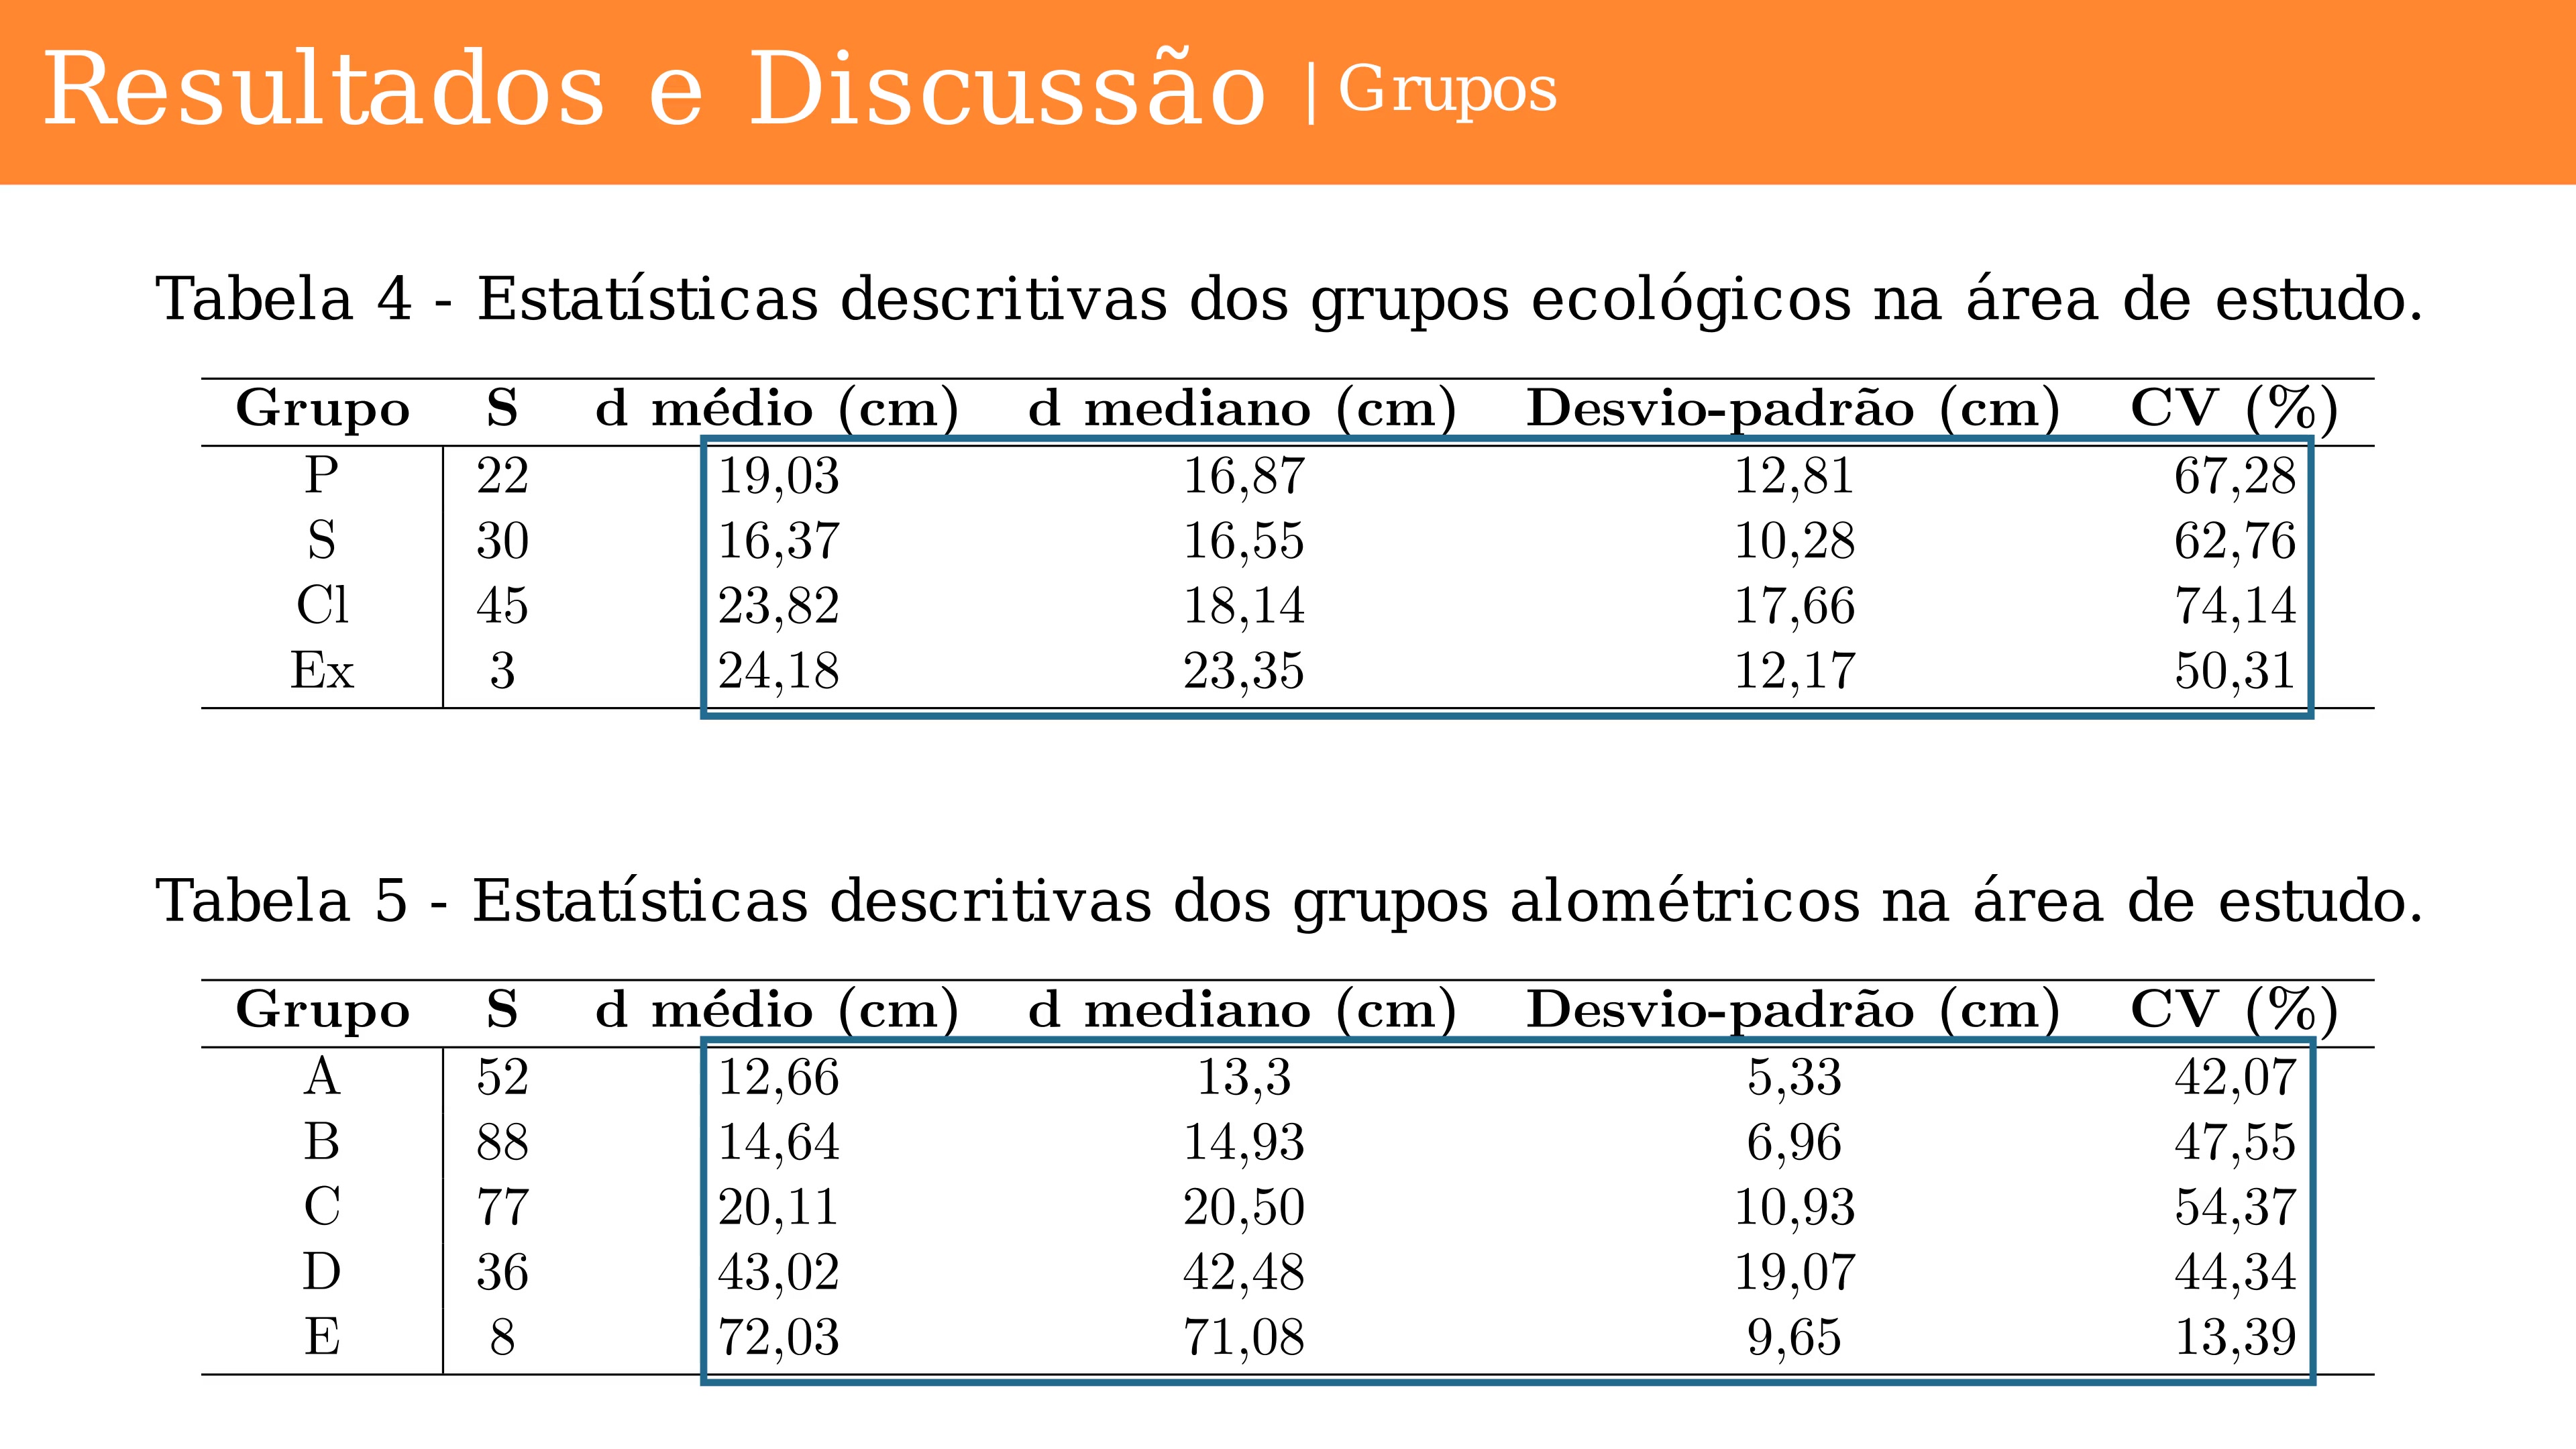 Resultados e Discussão | Grupos
Tabela 4 - Estatísticas descritivas dos grupos ecológicos na área de estudo.
Grupo S d médio (cm) d mediano (cm) Desvio-padrão (cm) CV (%)
P 22 19,03 16,87 12,81 67,28
S 30 16,37 16,55 10,28 62,76
Cl 45 23,82 18,14 17,66 74,14
Ex 3 24,18 23,35 12,17 50,31
Tabela 5 - Estatísticas descritivas dos grupos alométricos na área de estudo.
Grupo S d médio (cm) d mediano (cm) Desvio-padrão (cm) CV (%)
A 52 12,66 13,3 5,33 42,07
B 88 14,64 14,93 6,96 47,55
C 77 20,11 20,50 10,93 54,37
D 36 43,02 42,48 19,07 44,34
E 8 72,03 71,08 9,65 13,39